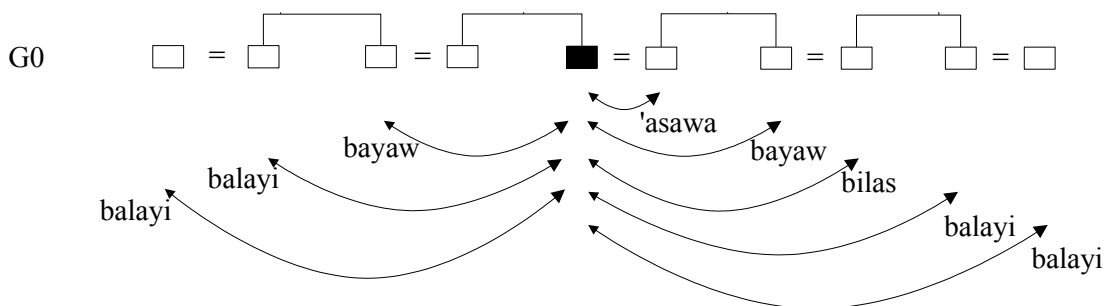 G0
= = = = =
'asawa
bayaw bayaw
balayi bilas
balayi balayi
balayi